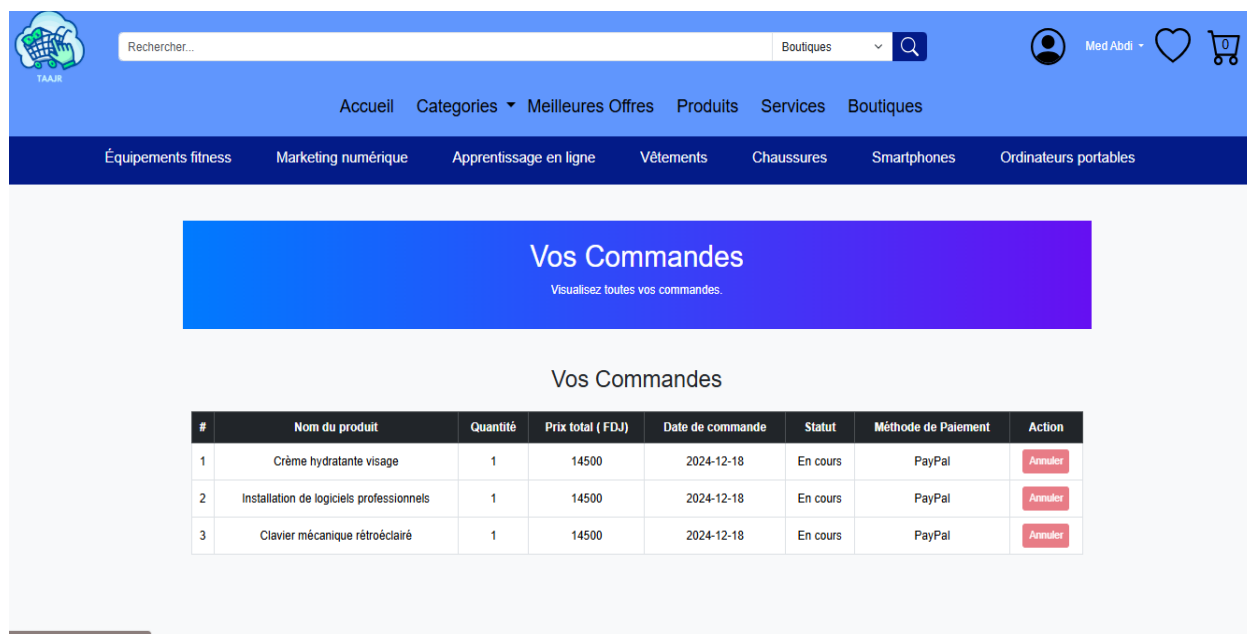 TAAJR
Rechercher... Boutiques Med Abdi 0
Accueil Categories Meilleures Offres Produits Services Boutiques
Équipements fitness Marketing numérique Apprentissage en ligne Vêtements Chaussures Smartphones Ordinateurs portables
Vos Commandes
Visualisez toutes vos commandes.
Vos Commandes
# Nom du produit Quantité Prix total ( FDJ) Date de commande Statut Méthode de Paiement Action
1 Crème hydratante visage 1 14500 2024-12-18 En cours PayPal Annuler
2 Installation de logiciels professionnels 1 14500 2024-12-18 En cours PayPal Annuler
3 Clavier mécanique rétroéclairé 1 14500 2024-12-18 En cours PayPal Annuler